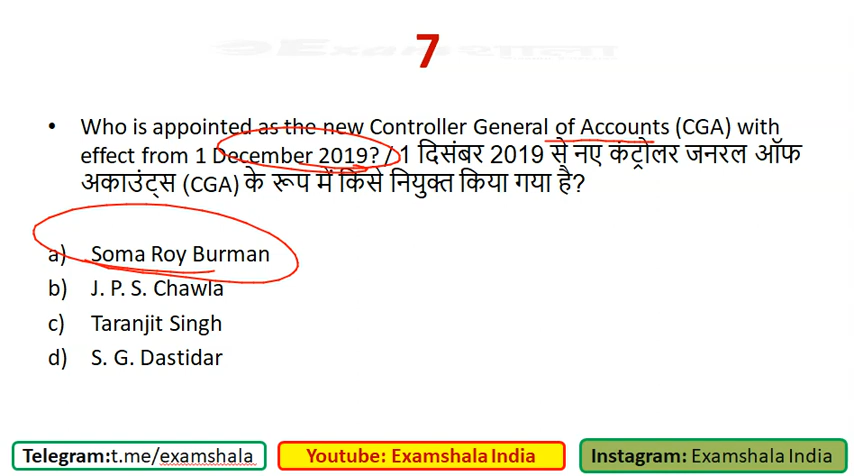 7
• Who is appointed as the new Controller General of Accounts (CGA) with
effect from 1 December 2019? / 1 दिसंबर 2019 से नए कंट्रोलर जनरल ऑफ
अकाउंट्स (CGA) के रूप में किसे नियुक्त किया गया है?
a) Soma Roy Burman
b) J. P. S. Chawla
c) Taranjit Singh
d) S. G. Dastidar
Telegram:t.me/examshala Youtube: Examshala India Instagram: Examshala India